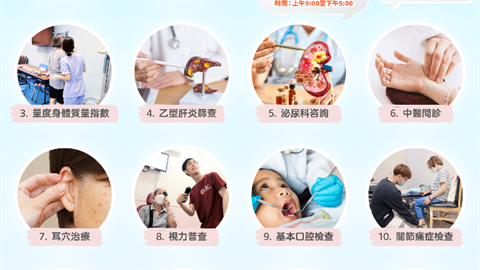 時間：上午9:00至下午5:00
3. 量度身體質量指數
4. 乙型肝炎篩查
5. 泌尿科咨詢
6. 中醫問診
7. 耳穴治療
8. 視力普查
9. 基本口腔檢查
10. 關節痛症檢查